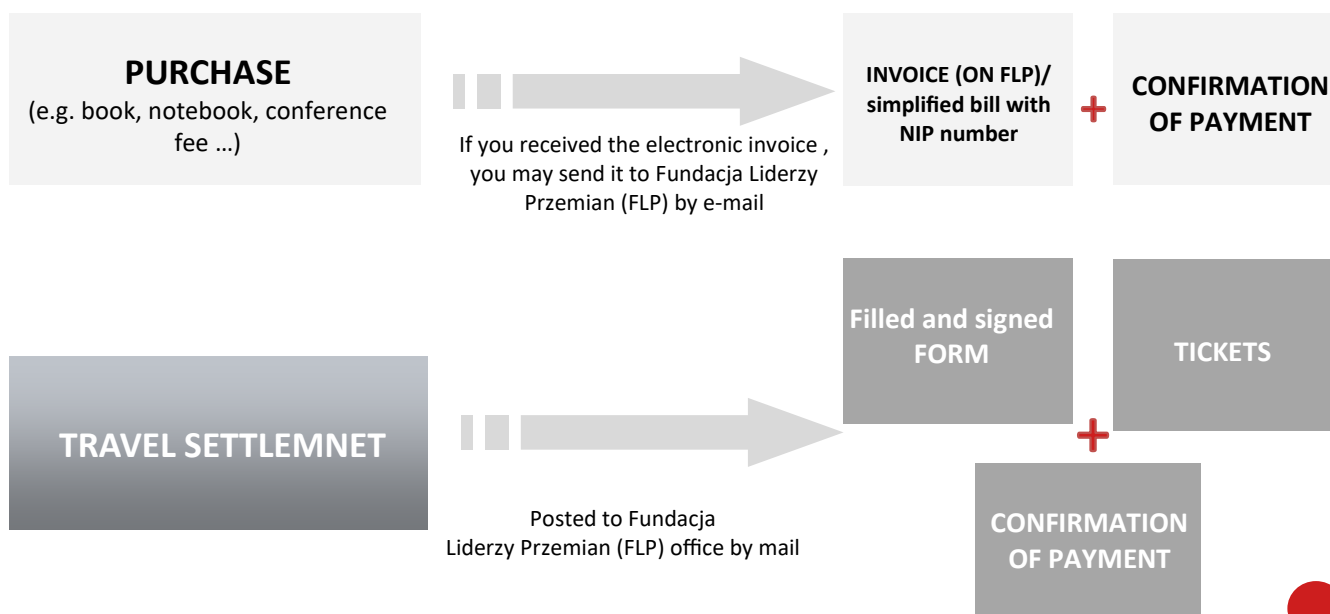 PURCHASE
(e.g. book, notebook, conference
fee ...)
If you received the electronic invoice ,
you may send it to Fundacja Liderzy
Przemian (FLP) by e-mail
INVOICE (ON FLP)/
simplified bill with
NIP number
+
CONFIRMATION
OF PAYMENT
TRAVEL SETTLEMNET
Posted to Fundacja
Liderzy Przemian (FLP) office by mail
Filled and signed
FORM
TICKETS
+
CONFIRMATION
OF PAYMENT